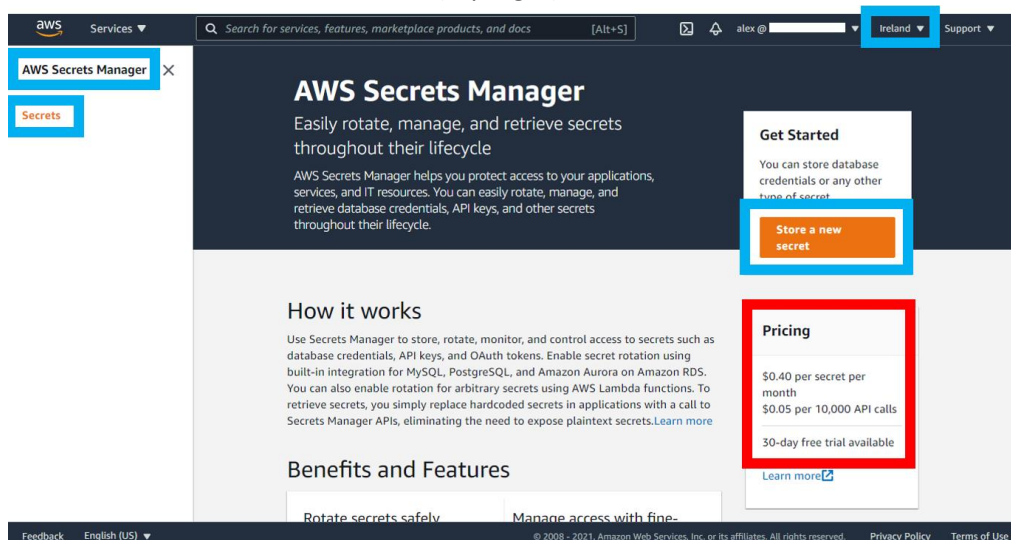 aws
Services ▼
Search for services, features, marketplace products, and docs [Alt+S]
alex @
Ireland ▼
Support ▼
AWS Secrets Manager
Secrets
AWS Secrets Manager
Easily rotate, manage, and retrieve secrets
throughout their lifecycle
AWS Secrets Manager helps you protect access to your applications,
services, and IT resources. You can easily rotate, manage, and
retrieve database credentials, API keys, and other secrets
throughout their lifecycle.
Get Started
You can store database
credentials or any other
type of secret
Store a new
secret
How it works
Use Secrets Manager to store, rotate, monitor, and control access to secrets such as
database credentials, API keys, and OAuth tokens. Enable secret rotation using
built-in integration for MySQL, PostgreSQL, and Amazon Aurora on Amazon RDS.
You can also enable rotation for arbitrary secrets using AWS Lambda functions. To
retrieve secrets, you simply replace hardcoded secrets in applications with a call to
Secrets Manager APIs, eliminating the need to expose plaintext secrets.Learn more
Pricing
$0.40 per secret per
month
$0.05 per 10,000 API calls
30-day free trial available
Learn more
Benefits and Features
Rotate secrets safely
Manage access with fine-
Feedback
English (US) ▼
© 2008 - 2021, Amazon Web Services, Inc. or its affiliates. All rights reserved.
Privacy Policy
Terms of Use